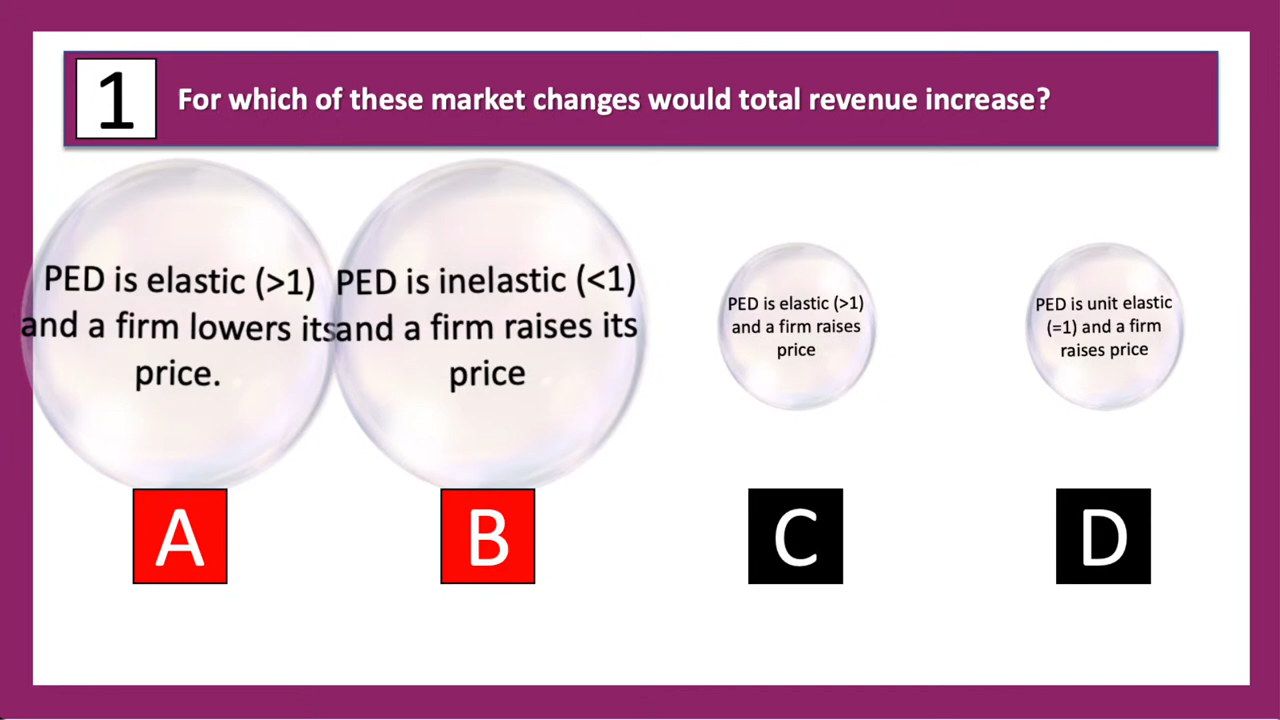 1
For which of these market changes would total revenue increase?
PED is elastic (>1)
and a firm lowers its
price.
PED is inelastic (<1)
and a firm raises its
price
PED is elastic (>1)
and a firm raises
price
PED is unit elastic
(=1) and a firm
raises price
A
B
C
D